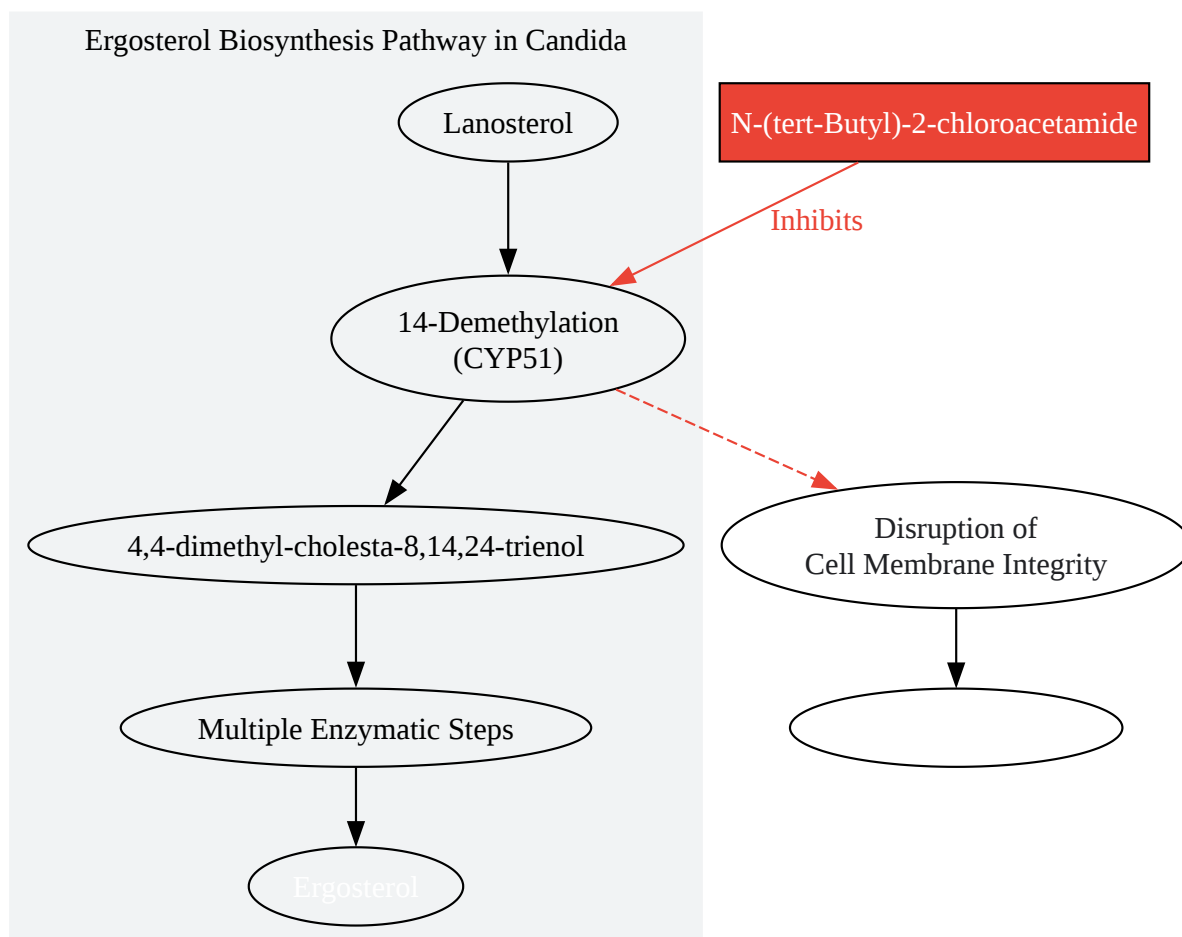 Ergosterol Biosynthesis Pathway in Candida
Lanosterol
N-(tert-Butyl)-2-chloroacetamide
Inhibits
14-Demethylation
(CYP51)
4,4-dimethyl-cholesta-8,14,24-trienol
Disruption of
Cell Membrane Integrity
Multiple Enzymatic Steps
Ergosterol